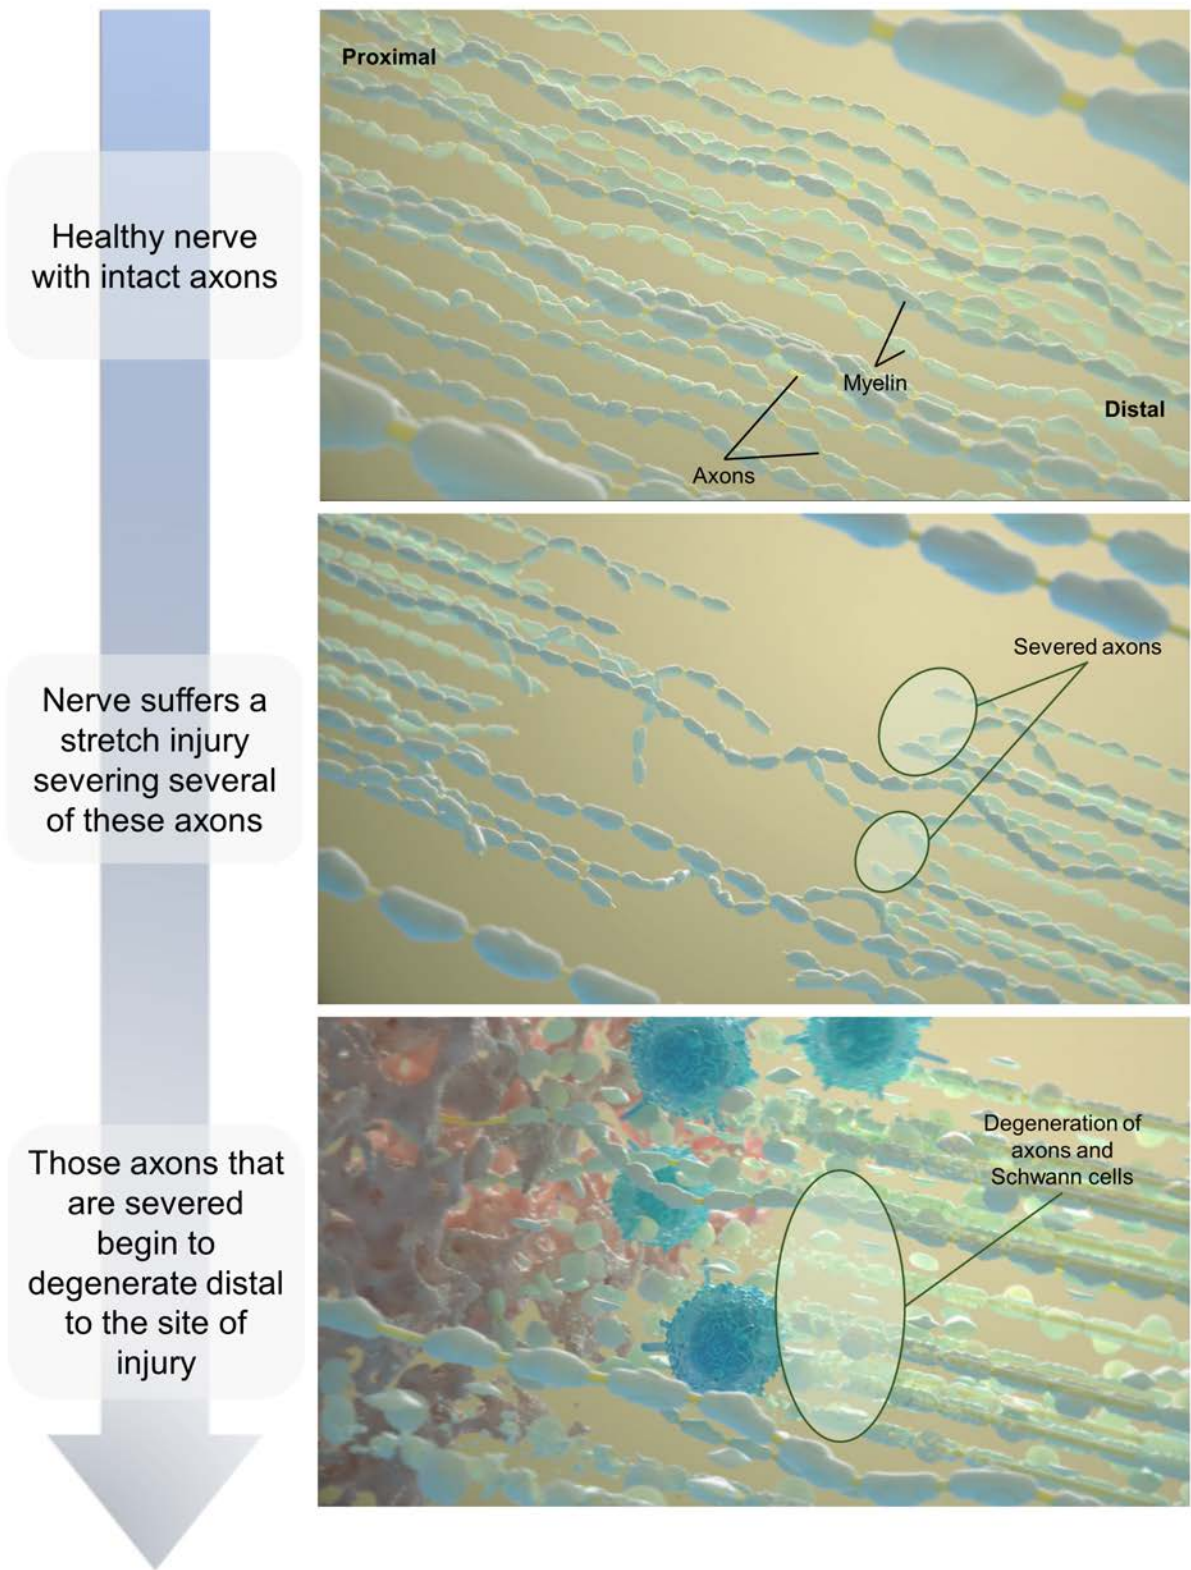 Healthy nerve
with intact axons
Proximal
Myelin
Distal
Axons
Nerve suffers a
stretch injury
severing several
of these axons
Severed axons
Those axons that
are severed
begin to
degenerate distal
to the site of
injury
Degeneration of
axons and
Schwann cells